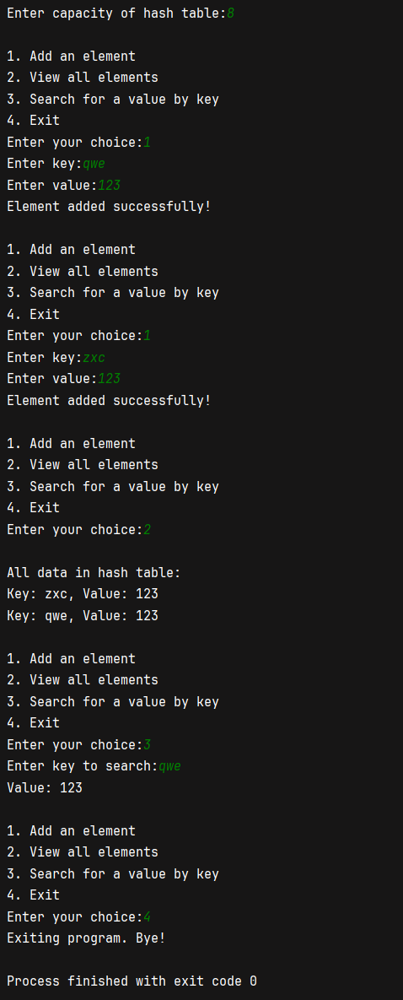 Enter capacity of hash table:8
1. Add an element
2. View all elements
3. Search for a value by key
4. Exit
Enter your choice:1
Enter key:qwe
Enter value:123
Element added successfully!
1. Add an element
2. View all elements
3. Search for a value by key
4. Exit
Enter your choice:1
Enter key:zxc
Enter value:123
Element added successfully!
1. Add an element
2. View all elements
3. Search for a value by key
4. Exit
Enter your choice:2
All data in hash table:
Key: zxc, Value: 123
Key: qwe, Value: 123
1. Add an element
2. View all elements
3. Search for a value by key
4. Exit
Enter your choice:3
Enter key to search:qwe
Value: 123
1. Add an element
2. View all elements
3. Search for a value by key
4. Exit
Enter your choice:4
Exiting program. Bye!
Process finished with exit code 0